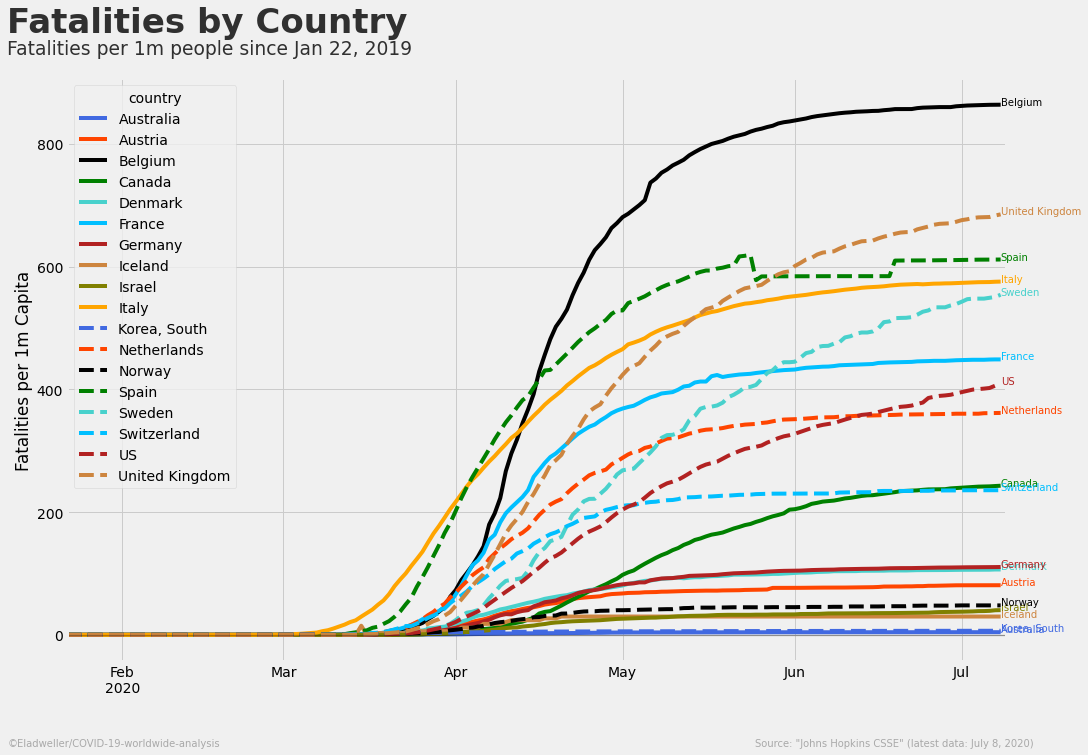 Fatalities by Country
Fatalities per 1m people since Jan 22, 2019
country
Australia
Austria
Belgium
Canada
Denmark
France
Germany
Iceland
Israel
Italy
Korea, South
Netherlands
Norway
Spain
Sweden
Switzerland
US
United Kingdom
Fatalities per 1m Capita
800
600
400
200
0
Belgium
United Kingdom
Spain
Italy
Sweden
France
US
Netherlands
Canada
Switzerland
Germany
Denmark
Austria
Norway
Israel
Iceland
Korea, South
Australia
Feb
2020
Mar
Apr
May
Jun
Jul
©Eladweller/COVID-19-worldwide-analysis
Source: "Johns Hopkins CSSE" (latest data: July 8, 2020)